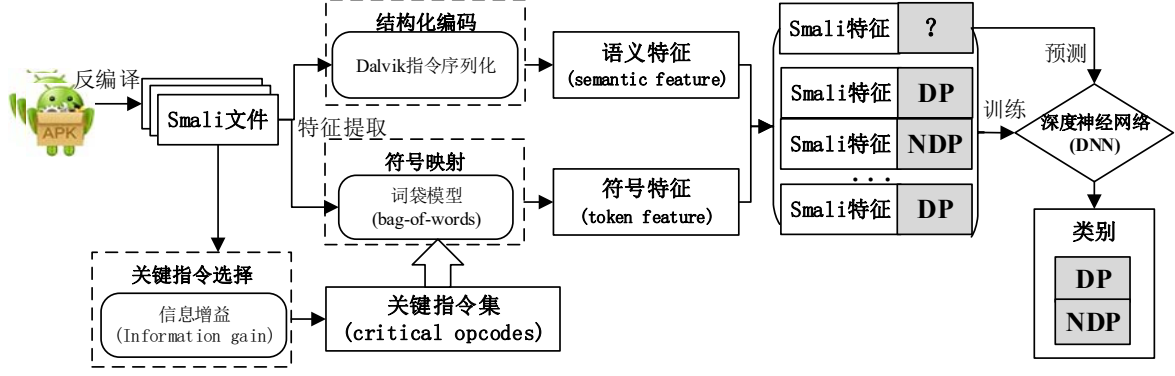 反编译
APK
Smali文件
特征提取
结构化编码
Dalvik指令序列化
语义特征
(semantic feature)
符号映射
词袋模型
(bag-of-words)
符号特征
(token feature)
关键指令选择
信息增益
(Information gain)
关键指令集
(critical opcodes)
Smali特征 ?
Smali特征 DP
Smali特征 NDP
...
Smali特征 DP
预测
训练
深度神经网络
(DNN)
类别
DP
NDP